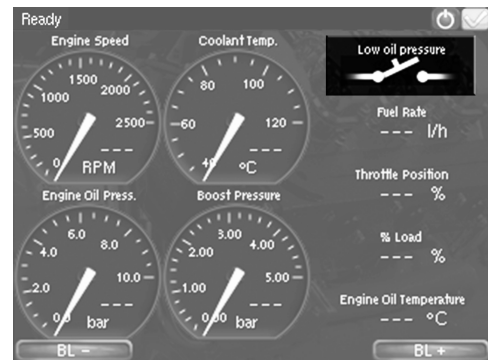 Ready
Engine Speed
0
500
1000
1500
2000
2500
---
RPM
Coolant Temp.
40
60
80
100
120
---
°C
Low oil pressure
Fuel Rate
--- l/h
Throttle Position
--- %
% Load
--- %
Engine Oil Temperature
--- °C
Engine Oil Press.
0.0
2.0
4.0
6.0
8.0
10.0
---
bar
Boost Pressure
0.00
1.00
2.00
3.00
4.00
5.00
---
bar
BL -
BL +